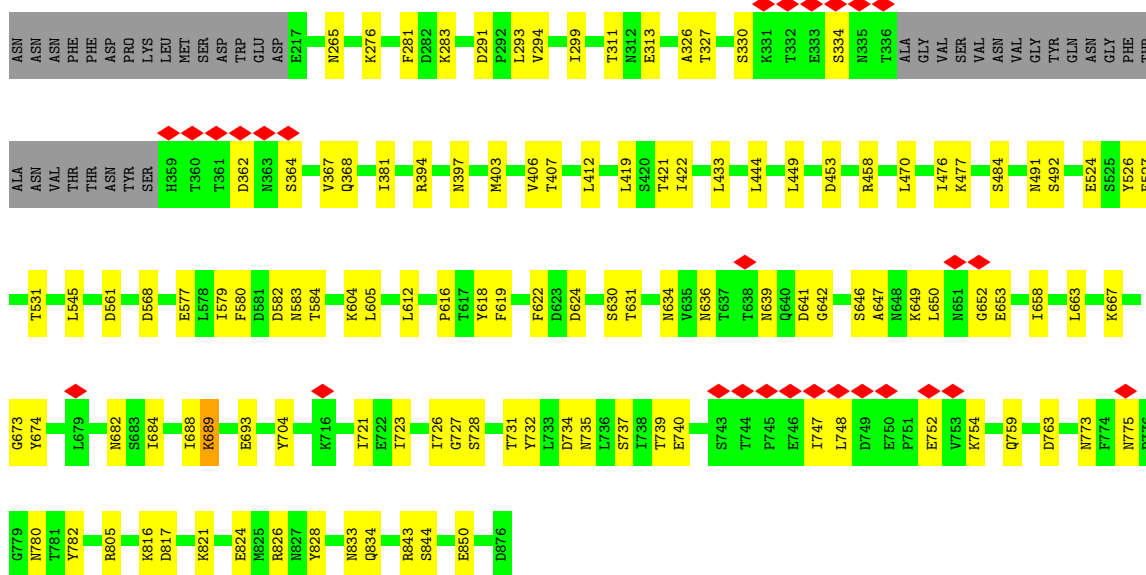 ASN ASN ASN PHE PHE ASP PRO LYS LEU MET SER ASP TRP GLU ASP E217 N265 K276 F281 D282 K283 D291 P292 L293 V294 I299 T311 N312 E313 A326 T327 S330 K331 T332 E333 S334 N335 T336 ALA GLY VAL SER VAL ASN VAL GLY TYR GLN ASN GLY PHE THR
ALA ASN VAL THR THR ASN TYR SER H359 T360 T361 D362 N363 S364 V367 Q368 I381 R394 N397 M403 V406 T407 L412 L419 S420 T421 I422 L433 L444 L449 D453 R458 L470 I476 K477 S484 N491 S492 E524 S525 Y526
T531 L545 D561 D568 E577 L578 I579 F580 D581 D582 N583 T584 K604 L605 L612 P616 T617 Y618 F619 F622 D623 D624 S630 T631 N634 V635 N636 T637 T638 N639 Q640 D641 G642 S646 A647 N648 K649 L650 N651 G652 E653 I658 L663 K667
G673 Y674 L679 N682 S683 I684 I688 K689 E693 Y704 K716 I721 E722 I723 I726 G727 S728 T731 Y732 L733 D734 N735 L736 S737 I738 T739 E740 S743 T744 P745 E746 I747 L748 D749 E750 P751 E752 V753 K754 Q759 D763 N773 F774 N775
G779 N780 T781 Y782 R805 K816 D817 K821 E824 M825 R826 N827 Y828 N833 Q834 R843 S844 E850 D876